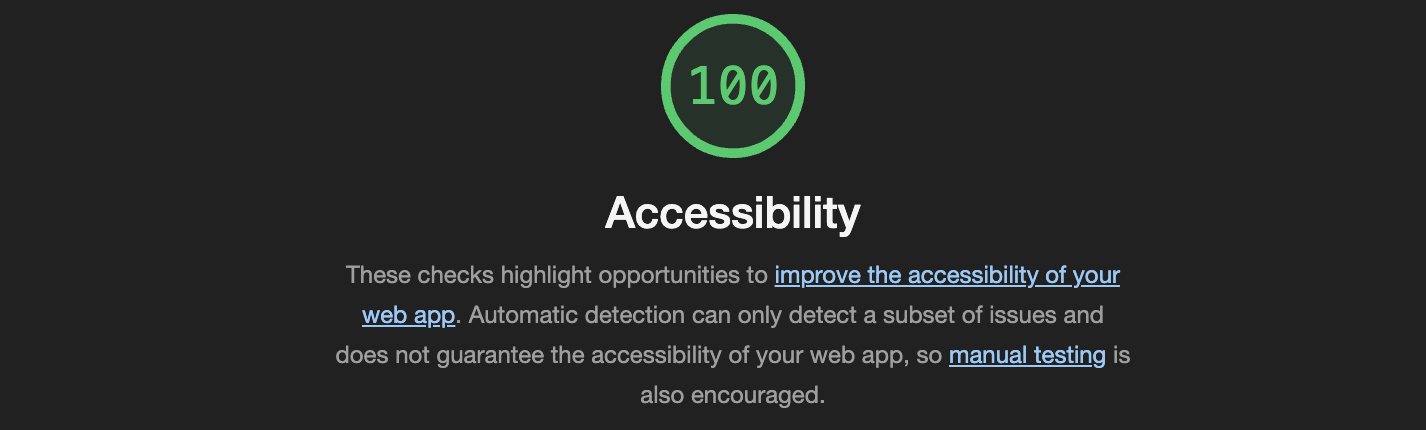 100
Accessibility
These checks highlight opportunities to improve the accessibility of your
web app. Automatic detection can only detect a subset of issues and
does not guarantee the accessibility of your web app, so manual testing is
also encouraged.